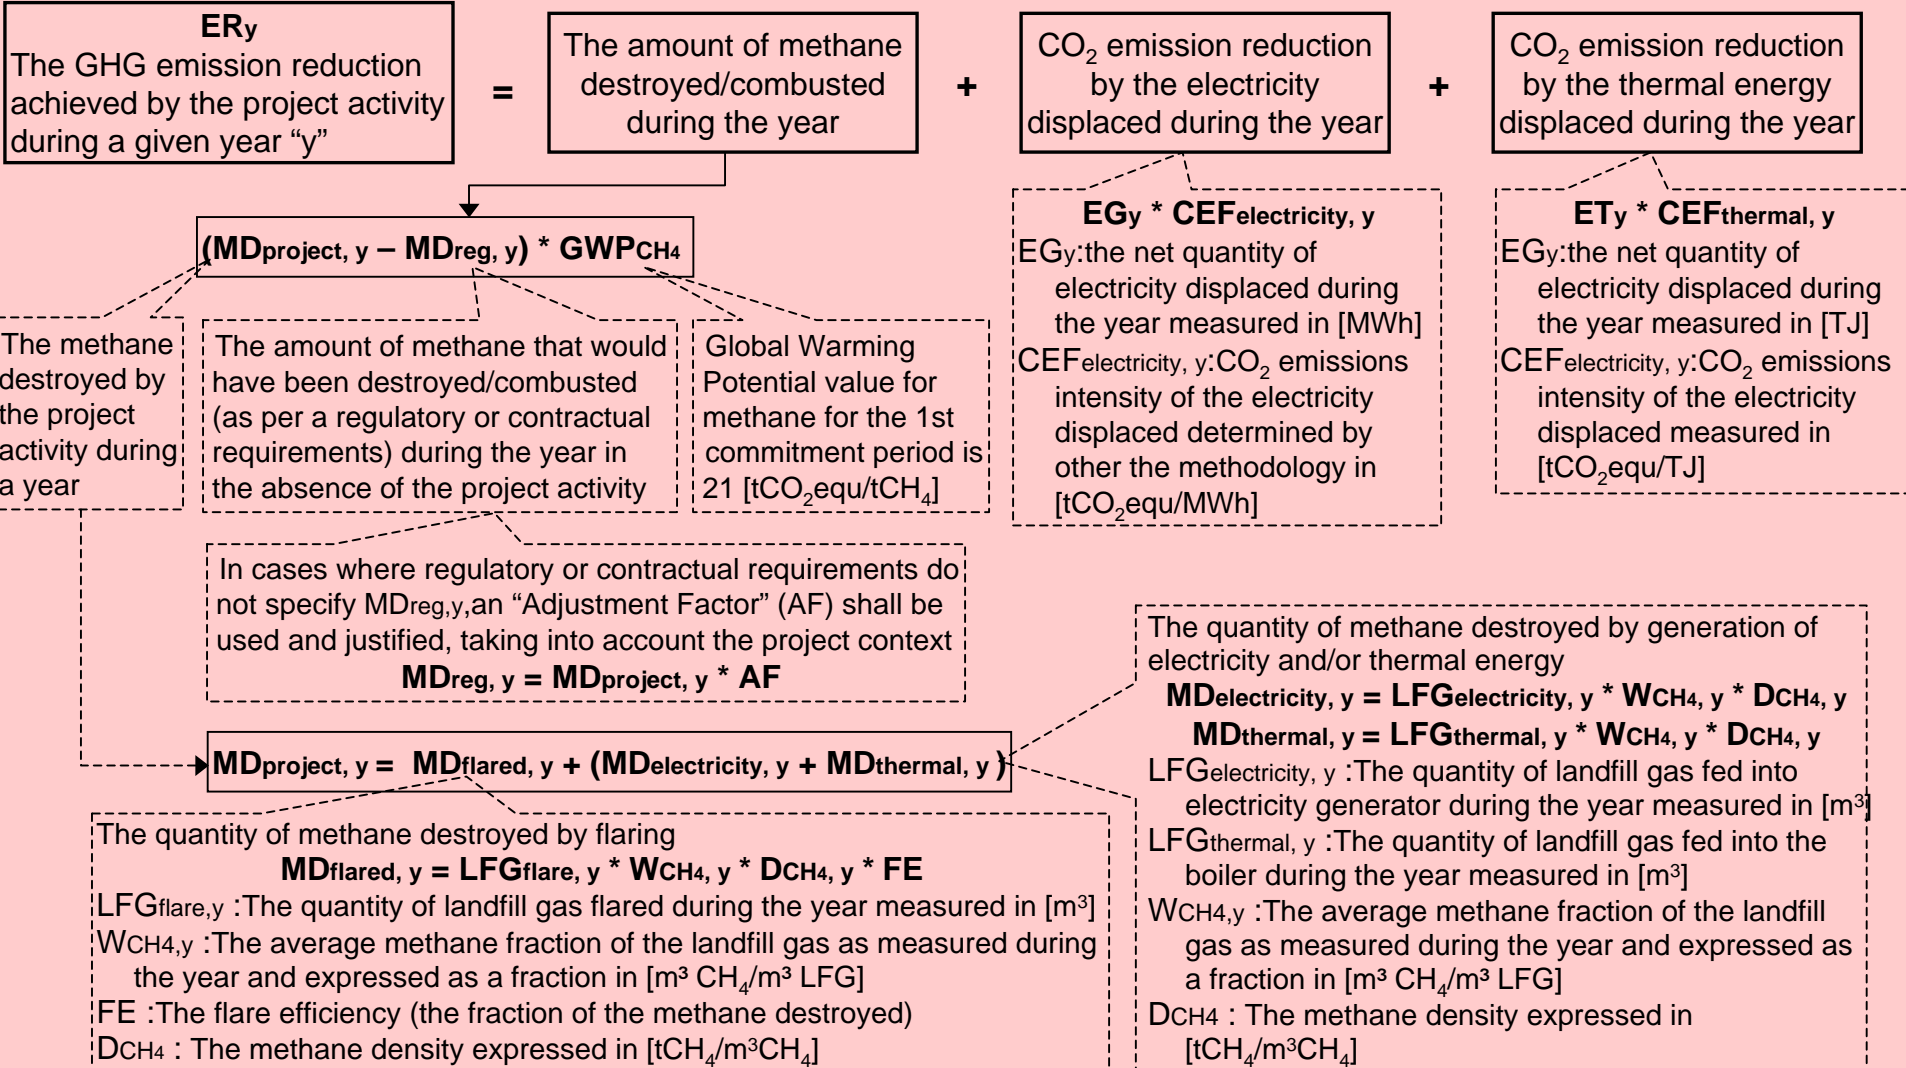 ERy
The GHG emission reduction
achieved by the project activity
during a given year “y”
=
The amount of methane
destroyed/combusted
during the year
+
CO2 emission reduction
by the electricity
displaced during the year
+
CO2 emission reduction
by the thermal energy
displaced during the year
(MDproject, y – MDreg, y) * GWPCH4
EGy * CEFelectricity, y
EGy:the net quantity of
electricity displaced during
the year measured in [MWh]
CEFelectricity, y:CO2 emissions
intensity of the electricity
displaced determined by
other the methodology in
[tCO2equ/MWh]
ETy * CEFthermal, y
EGy:the net quantity of
electricity displaced during
the year measured in [TJ]
CEFelectricity, y:CO2 emissions
intensity of the electricity
displaced measured in
[tCO2equ/TJ]
The methane
destroyed by
the project
activity during
a year
The amount of methane that would
have been destroyed/combusted
(as per a regulatory or contractual
requirements) during the year in
the absence of the project activity
Global Warming
Potential value for
methane for the 1st
commitment period is
21 [tCO2equ/tCH4]
In cases where regulatory or contractual requirements do
not specify MDreg,y,an “Adjustment Factor” (AF) shall be
used and justified, taking into account the project context
MDreg, y = MDproject, y * AF
MDproject, y = MDflared, y + (MDelectricity, y + MDthermal, y )
The quantity of methane destroyed by flaring
MDflared, y = LFGflare, y * WCH4, y * DCH4, y * FE
LFGflare,y :The quantity of landfill gas flared during the year measured in [m³]
WCH4,y :The average methane fraction of the landfill gas as measured during
the year and expressed as a fraction in [m³ CH4/m³ LFG]
FE :The flare efficiency (the fraction of the methane destroyed)
DCH4 : The methane density expressed in [tCH4/m³CH4]
The quantity of methane destroyed by generation of
electricity and/or thermal energy
MDelectricity, y = LFGelectricity, y * WCH4, y * DCH4, y
MDthermal, y = LFGthermal, y * WCH4, y * DCH4, y
LFGelectricity, y :The quantity of landfill gas fed into
electricity generator during the year measured in [m³]
LFGthermal, y :The quantity of landfill gas fed into the
boiler during the year measured in [m³]
WCH4,y :The average methane fraction of the landfill
gas as measured during the year and expressed as
a fraction in [m³ CH4/m³ LFG]
DCH4 : The methane density expressed in
[tCH4/m³CH4]